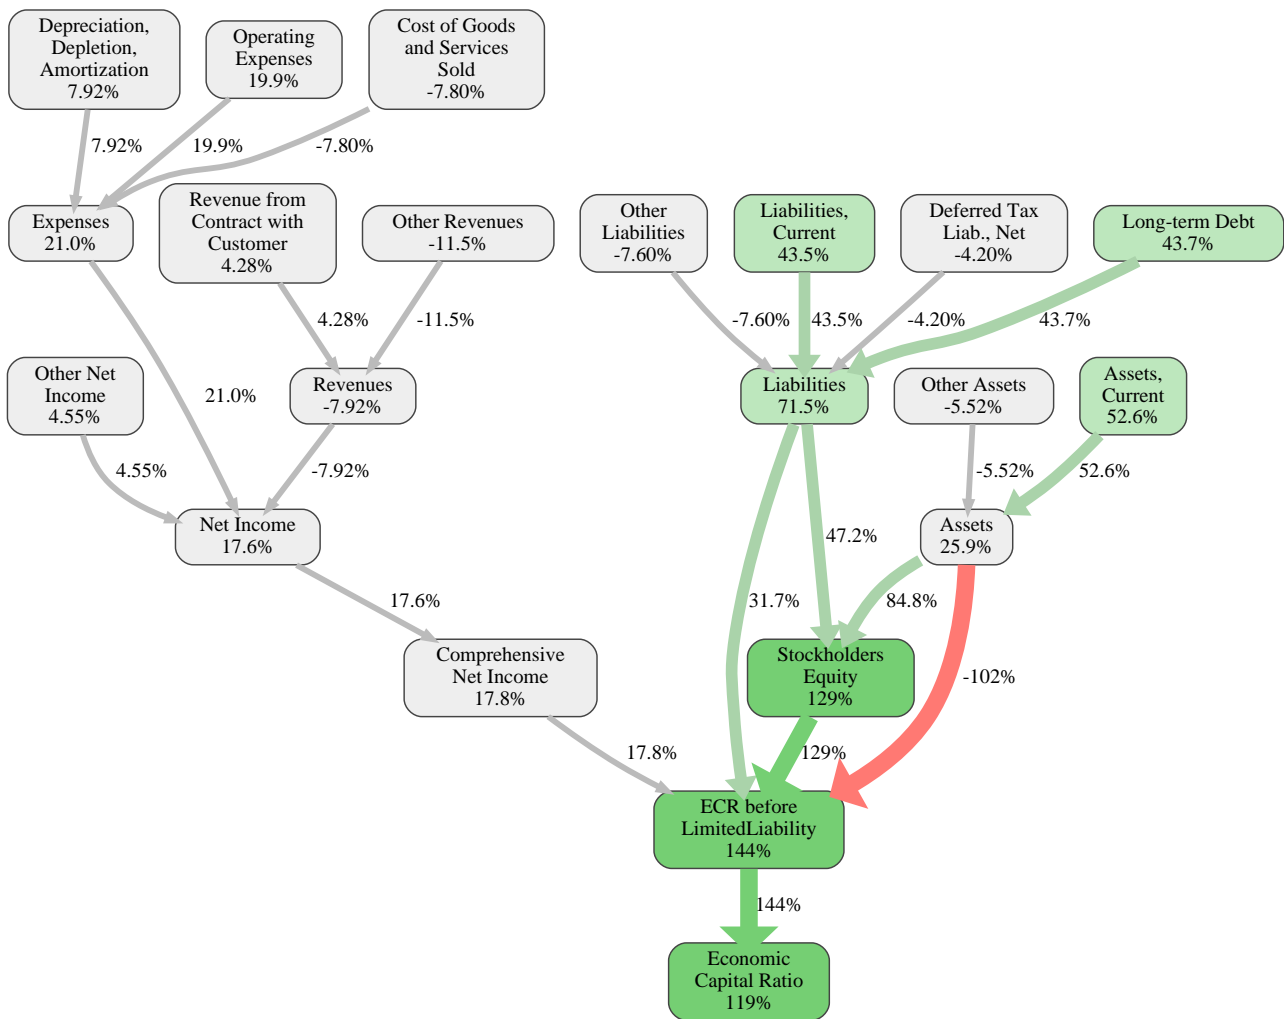 Depreciation,
Depletion,
Amortization
7.92%
Operating
Expenses
19.9%
Cost of Goods
and Services
Sold
-7.80%
7.92%
19.9%
-7.80%
Expenses
21.0%
Revenue from
Contract with
Customer
4.28%
Other Revenues
-11.5%
Other
Liabilities
-7.60%
Liabilities,
Current
43.5%
Deferred Tax
Liab., Net
-4.20%
Long-term Debt
43.7%
4.28%
-11.5%
-7.60%
43.5%
-4.20%
43.7%
Other Net
Income
4.55%
21.0%
Revenues
-7.92%
Liabilities
71.5%
Other Assets
-5.52%
Assets,
Current
52.6%
4.55%
-7.92%
-5.52%
52.6%
Net Income
17.6%
47.2%
Assets
25.9%
17.6%
31.7%
84.8%
Comprehensive
Net Income
17.8%
Stockholders
Equity
129%
-102%
17.8%
129%
ECR before
LimitedLiability
144%
144%
Economic
Capital Ratio
119%